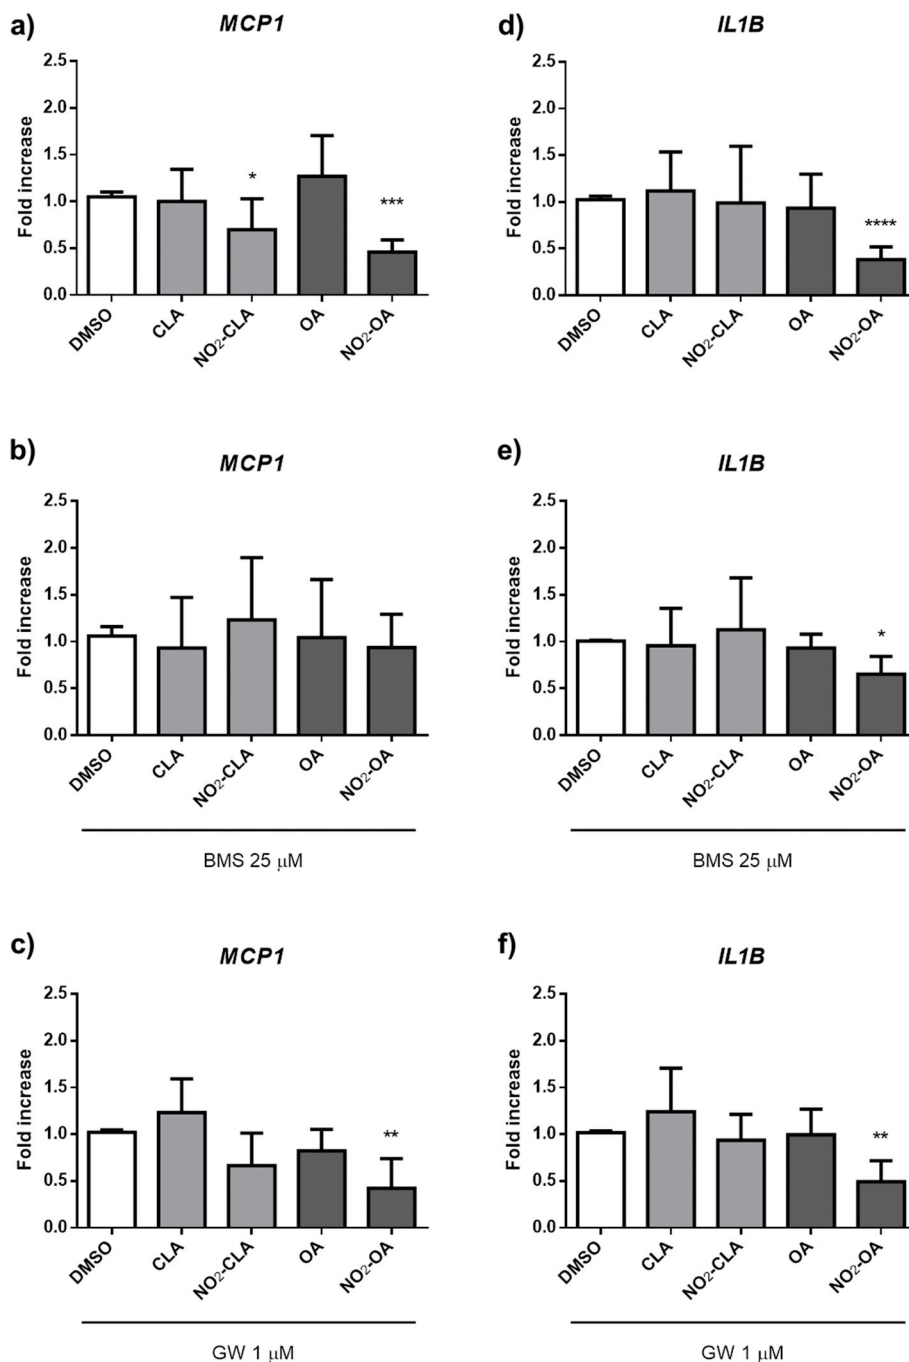 a)
MCP1
Fold increase
2.5
2.0
1.5
1.0
0.5
0.0
*
***
DMSO
CLA
NO₂-CLA
OA
NO₂-OA
d)
IL1B
Fold increase
2.5
2.0
1.5
1.0
0.5
0.0
****
DMSO
CLA
NO₂-CLA
OA
NO₂-OA
b)
MCP1
Fold increase
2.5
2.0
1.5
1.0
0.5
0.0
DMSO
CLA
NO₂-CLA
OA
NO₂-OA
BMS 25 μM
e)
IL1B
Fold increase
2.5
2.0
1.5
1.0
0.5
0.0
*
DMSO
CLA
NO₂-CLA
OA
NO₂-OA
BMS 25 μM
c)
MCP1
Fold increase
2.5
2.0
1.5
1.0
0.5
0.0
**
DMSO
CLA
NO₂-CLA
OA
NO₂-OA
GW 1 μM
f)
IL1B
Fold increase
2.5
2.0
1.5
1.0
0.5
0.0
**
DMSO
CLA
NO₂-CLA
OA
NO₂-OA
GW 1 μM